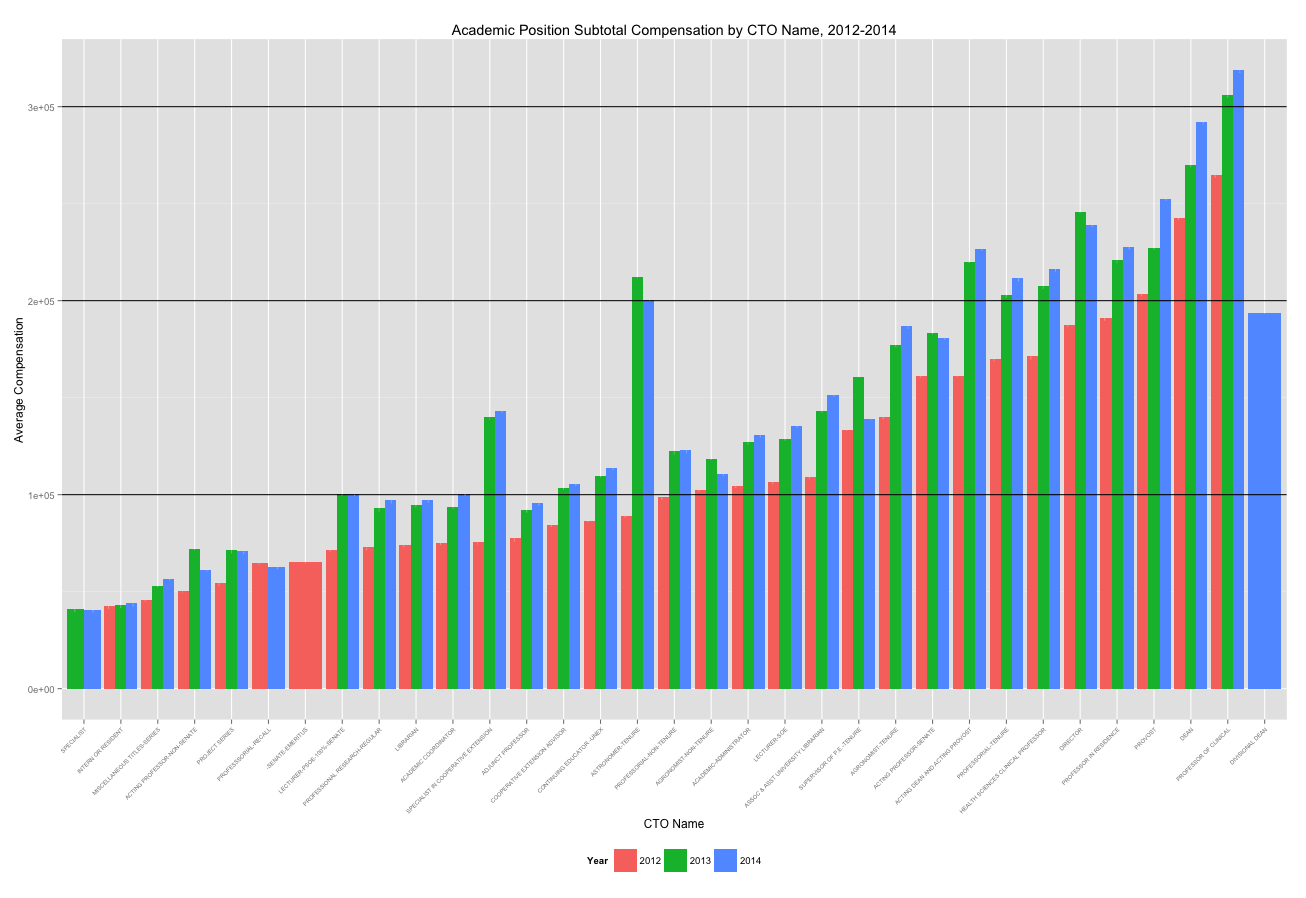 Academic Position Subtotal Compensation by CTO Name, 2012-2014
3e+05
2e+05
1e+05
0e+00
Average Compensation
SPECIALIST
INTERN OR RESIDENT
MISCELLANEOUS TITLES-SERIES
ACTING PROFESSOR-NON-SENATE
PROJECT SERIES
PROFESSORIAL-RECALL
-SENATE-EMERITUS
LECTURER-PSOE-100%-SENATE
PROFESSIONAL RESEARCH-REGULAR
LIBRARIAN
ACADEMIC COORDINATOR
SPECIALIST IN COOPERATIVE EXTENSION
ADJUNCT PROFESSOR
COOPERATIVE EXTENSION ADVISOR
CONTINUING EDUCATOR -UNEX
ASTRONOMER-TENURE
PROFESSORIAL-NON-TENURE
AGRONOMIST-NON-TENURE
ACADEMIC-ADMINISTRATOR
LECTURER-SOE
ASSOC & ASST UNIVERSITY LIBRARIAN
SUPERVISOR OF P.E.-TENURE
AGRONOMIST-TENURE
ACTING PROFESSOR-SENATE
ACTING DEAN AND ACTING PROVOST
PROFESSORIAL-TENURE
HEALTH SCIENCES CLINICAL PROFESSOR
DIRECTOR
PROFESSOR IN RESIDENCE
PROVOST
DEAN
PROFESSOR OF CLINICAL
DIVISIONAL DEAN
CTO Name
Year 2012 2013 2014